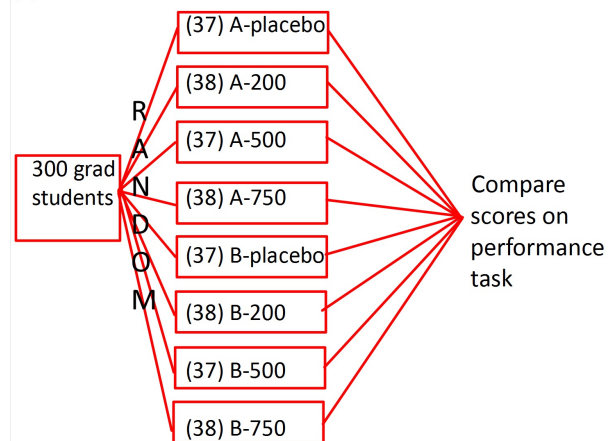 300 grad
students
RANDOM
(37) A-placebo
(38) A-200
(37) A-500
(38) A-750
(37) B-placebo
(38) B-200
(37) B-500
(38) B-750
Compare
scores on
performance
task